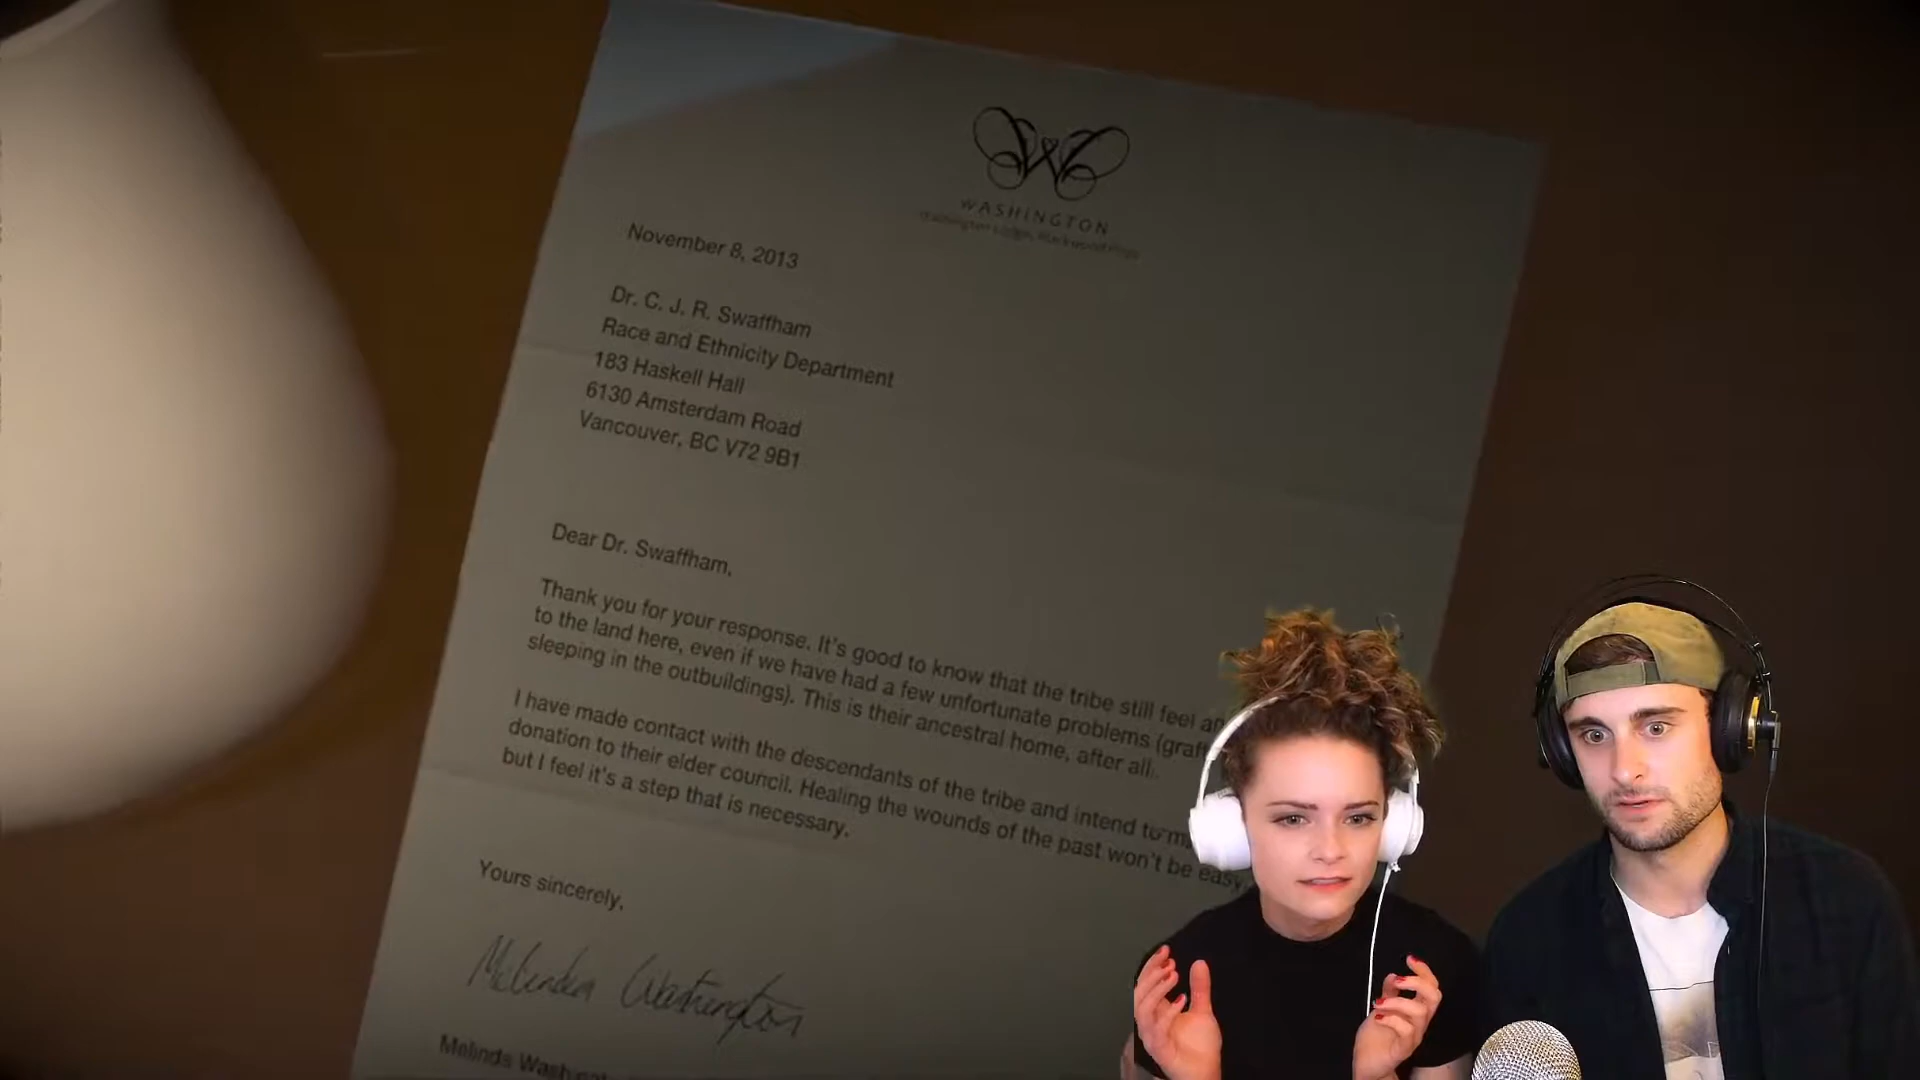 WASHINGTON
November 8, 2013
Dr. C. J. R. Swaffham
Race and Ethnicity Department
183 Haskell Hall
6130 Amsterdam Road
Vancouver, BC V72 9B1
Dear Dr. Swaffham,
Thank you for your response. It's good to know that the tribe still feel
to the land here, even if we have had a few unfortunate problems
sleeping in the outbuildings). This is their ancestral home, after all.
I have made contact with the descendants of the tribe and intend to
donation to their elder council. Healing the wounds of the past won't be easy
but I feel it's a step that is necessary.
Yours sincerely,
Melinda Washington
Melinda